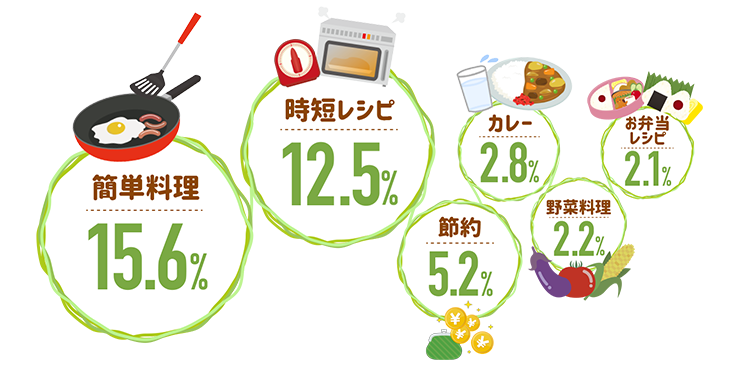 簡単料理
15.6%
時短レシピ
12.5%
カレー
2.8%
お弁当
レシピ
2.1%
節約
5.2%
野菜料理
2.2%
¥
¥
¥